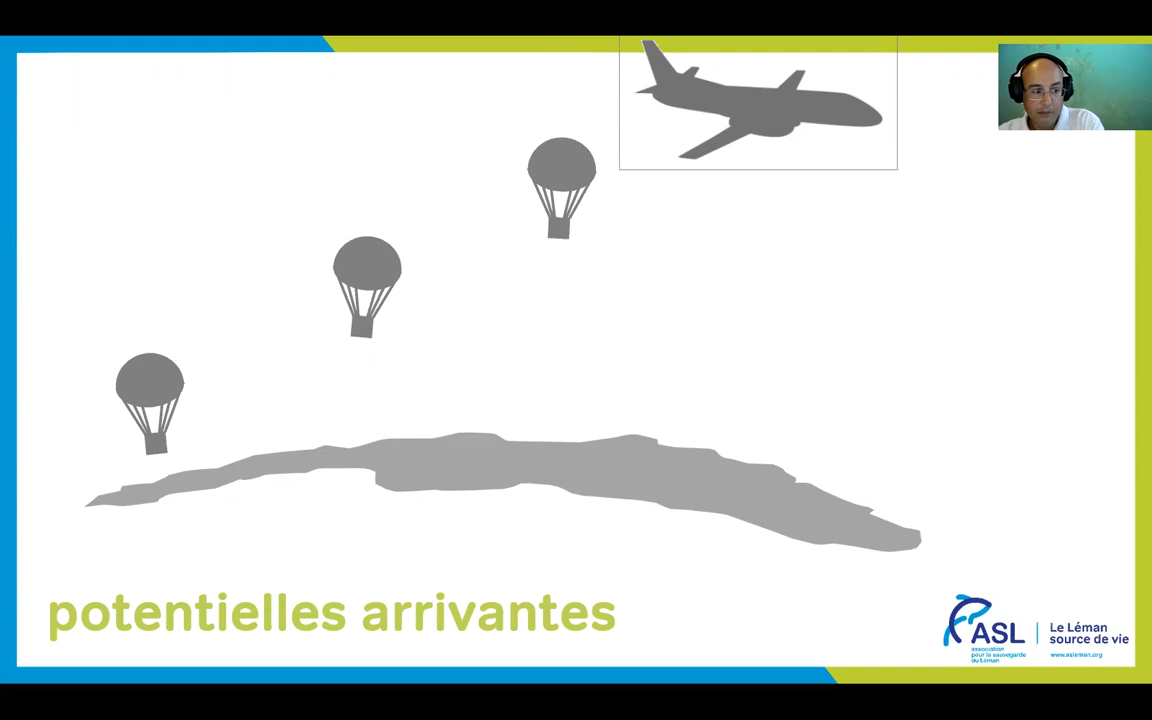 potentielles arrivantes
ASL
association
pour la sauvegarde
du Léman
Le Léman
source de vie
www.asleman.org